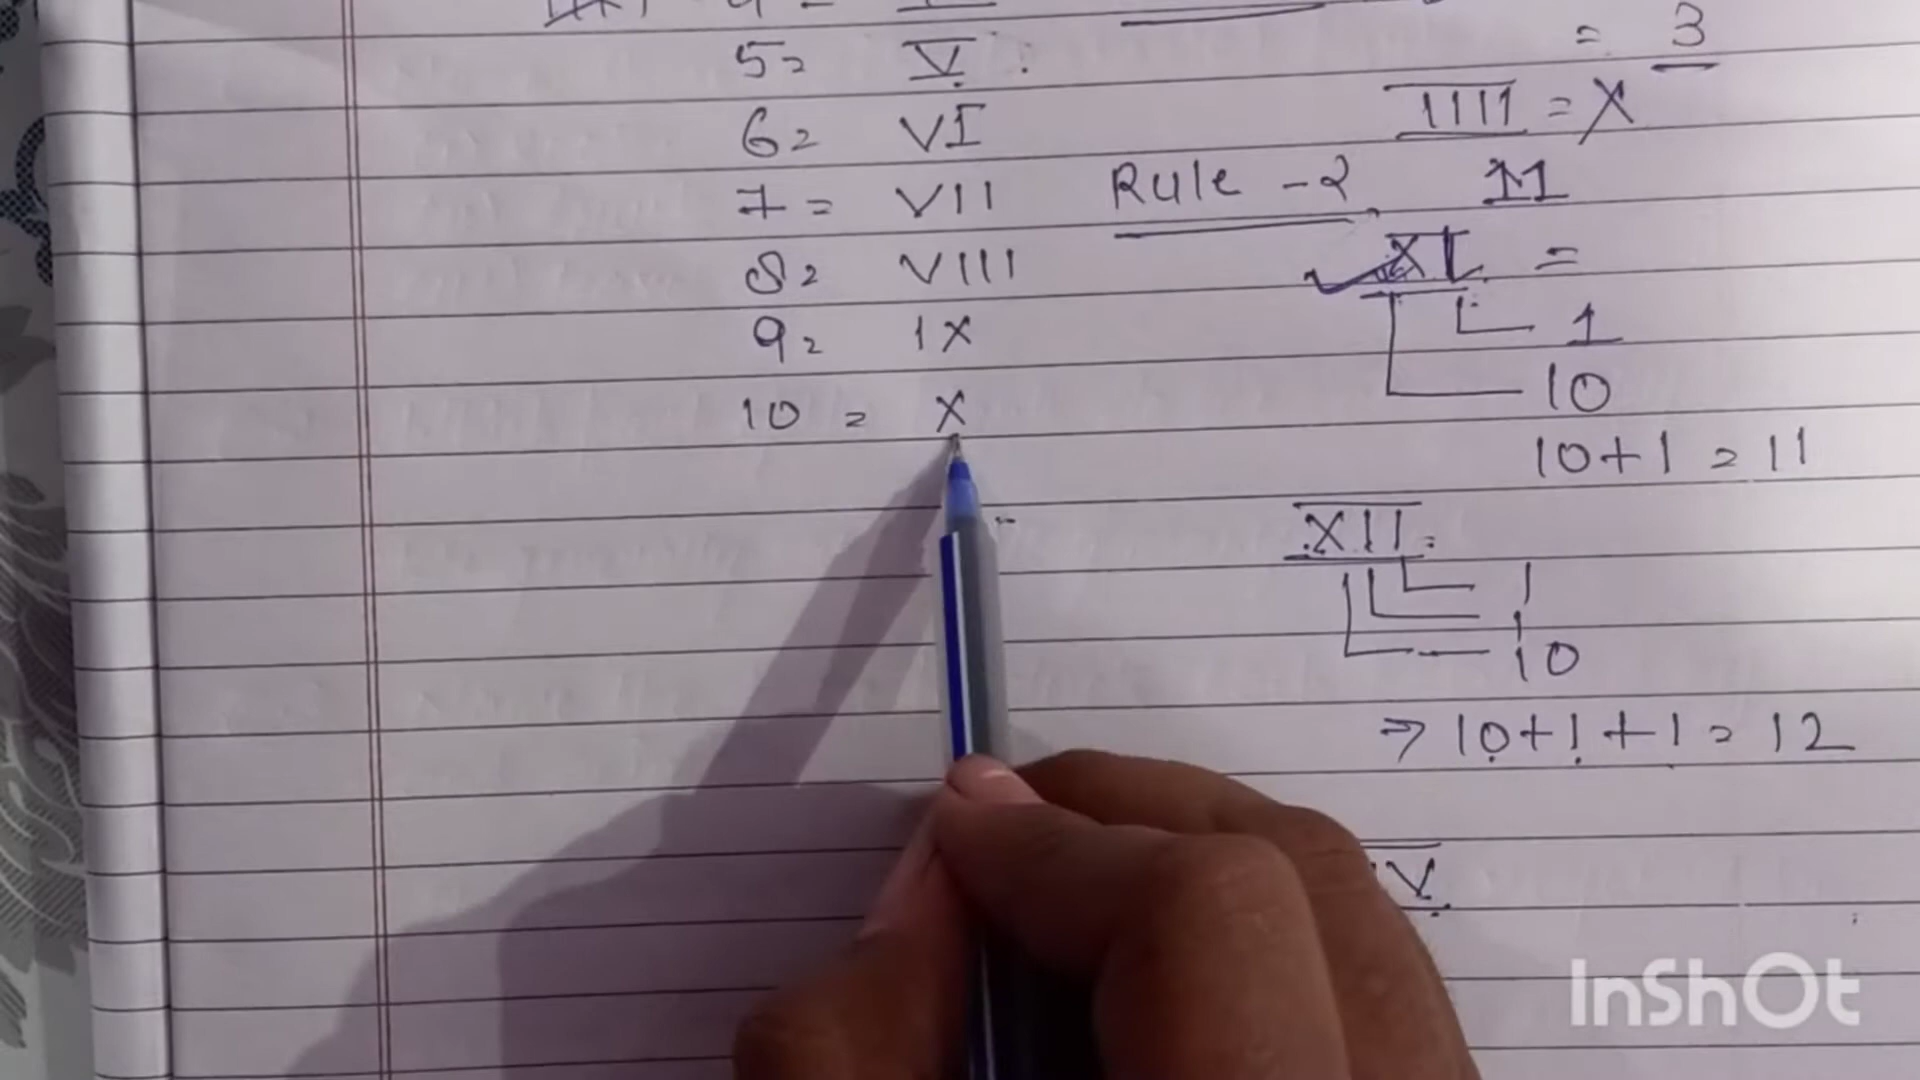 5= V
6= VI
7= VII
8= VIII
9= IX
10 = X
= 3
IIII = X
Rule -2 11
XI =
1
10
10+1 = 11
XII =
1
1
10
⇒ 10+1+1 = 12
V
InShOt